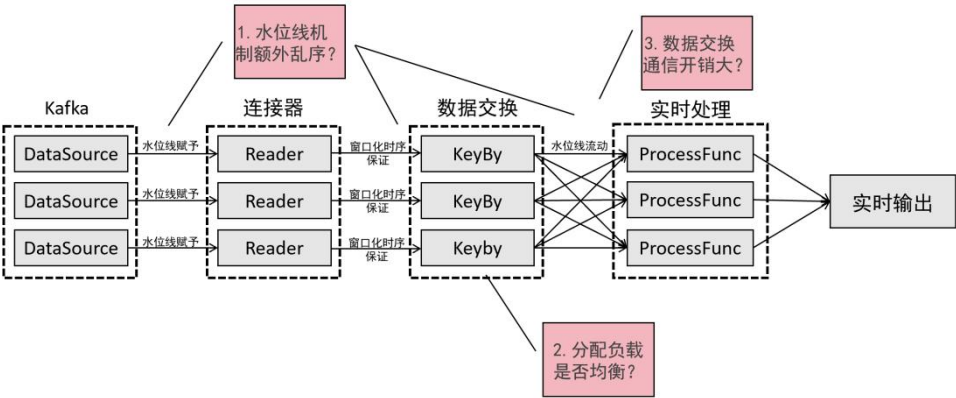 1. 水位线机
制额外乱序？
3. 数据交换
通信开销大？
Kafka
连接器
数据交换
实时处理
DataSource
水位线赋予
Reader
窗口化时序
保证
KeyBy
水位线流动
ProcessFunc
DataSource
水位线赋予
Reader
窗口化时序
保证
KeyBy
ProcessFunc
实时输出
DataSource
水位线赋予
Reader
窗口化时序
保证
Keyby
ProcessFunc
2. 分配负载
是否均衡？